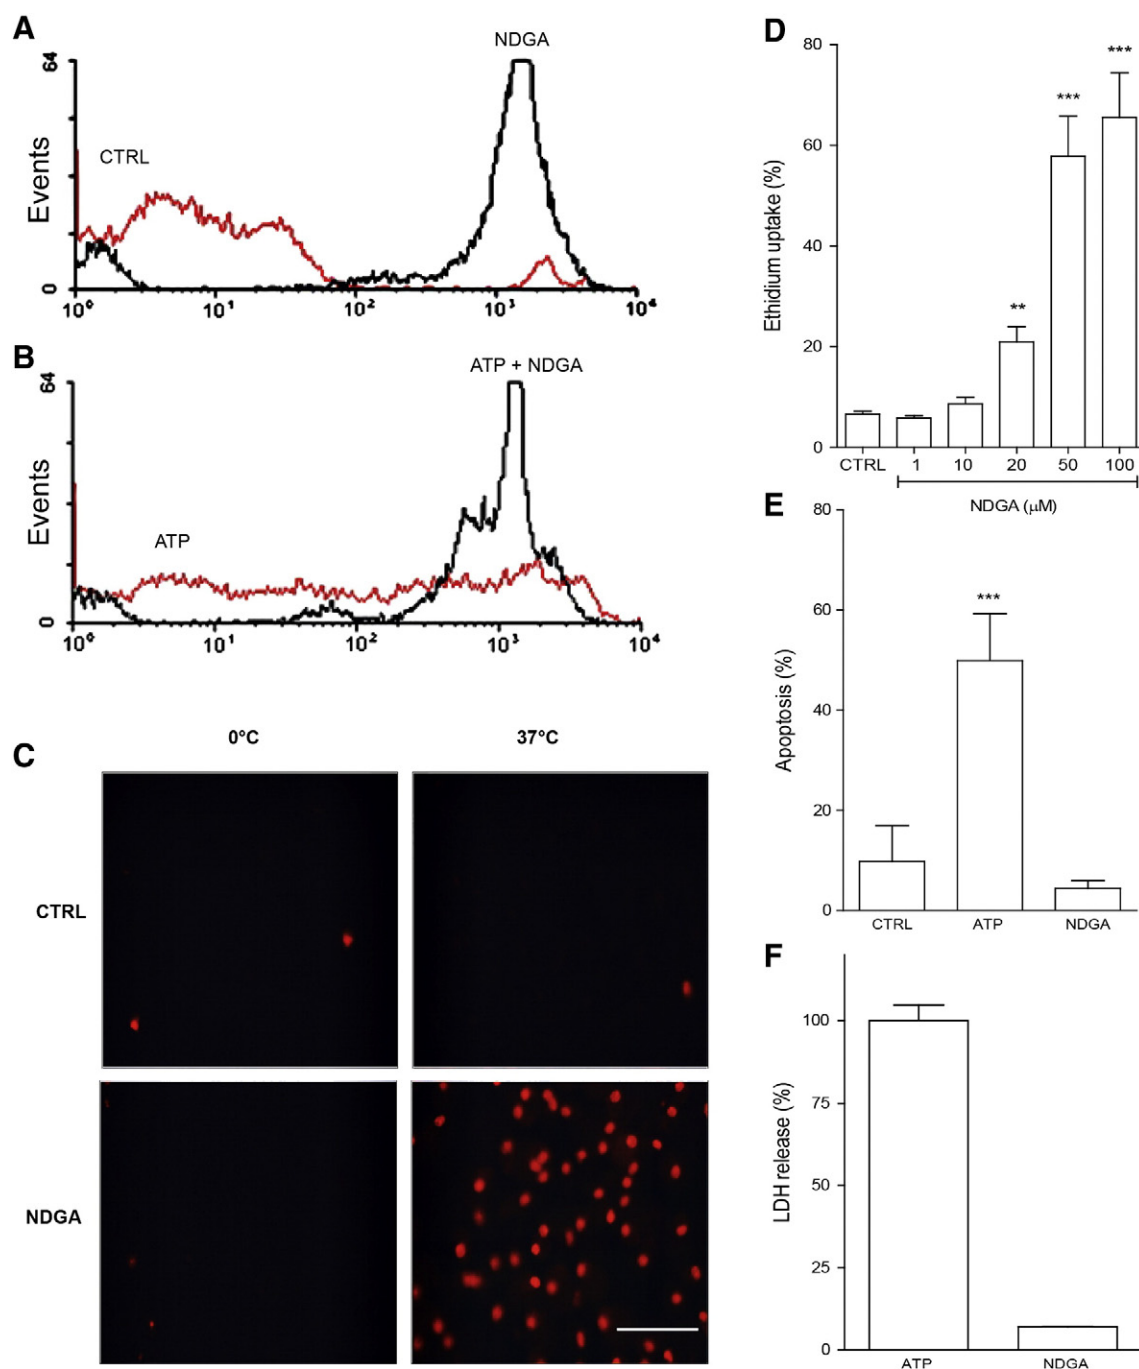 A
NDGA
64
CTRL
Events
0
10⁰ 10¹ 10² 10³ 10⁴
B
ATP + NDGA
64
ATP
Events
0
10⁰ 10¹ 10² 10³ 10⁴
C
0°C 37°C
CTRL
NDGA
D
80
60
40
20
0
Ethidium uptake (%)
***
***
**
CTRL 1 10 20 50 100
NDGA (μM)
E
80
60
40
20
0
Apoptosis (%)
***
CTRL ATP NDGA
F
100
75
50
25
0
LDH release (%)
ATP NDGA